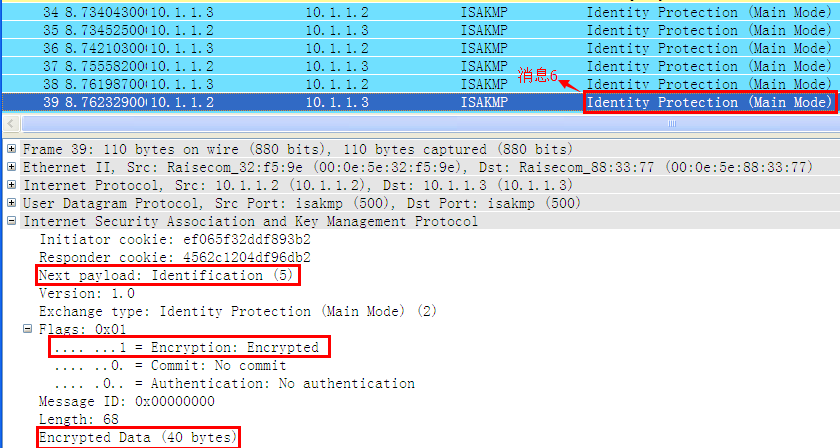 34 8.734043000 10.1.1.3 10.1.1.2 ISAKMP Identity Protection (Main Mode)
35 8.734525000 10.1.1.2 10.1.1.3 ISAKMP Identity Protection (Main Mode)
36 8.742103000 10.1.1.3 10.1.1.2 ISAKMP Identity Protection (Main Mode)
37 8.755582000 10.1.1.2 10.1.1.3 ISAKMP Identity Protection (Main Mode)
38 8.761987000 10.1.1.3 10.1.1.2 ISAKMP Identity Protection (Main Mode)
消息6
39 8.762329000 10.1.1.2 10.1.1.3 ISAKMP Identity Protection (Main Mode)
Frame 39: 110 bytes on wire (880 bits), 110 bytes captured (880 bits)
Ethernet II, Src: Raisecom_32:f5:9e (00:0e:5e:32:f5:9e), Dst: Raisecom_88:33:77 (00:0e:5e:88:33:77)
Internet Protocol, Src: 10.1.1.2 (10.1.1.2), Dst: 10.1.1.3 (10.1.1.3)
User Datagram Protocol, Src Port: isakmp (500), Dst Port: isakmp (500)
Internet Security Association and Key Management Protocol
Initiator cookie: ef065f32ddf893b2
Responder cookie: 4562c1204df96db2
Next payload: Identification (5)
Version: 1.0
Exchange type: Identity Protection (Main Mode) (2)
Flags: 0x01
.... ...1 = Encryption: Encrypted
.... ..0. = Commit: No commit
.... .0.. = Authentication: No authentication
Message ID: 0x00000000
Length: 68
Encrypted Data (40 bytes)